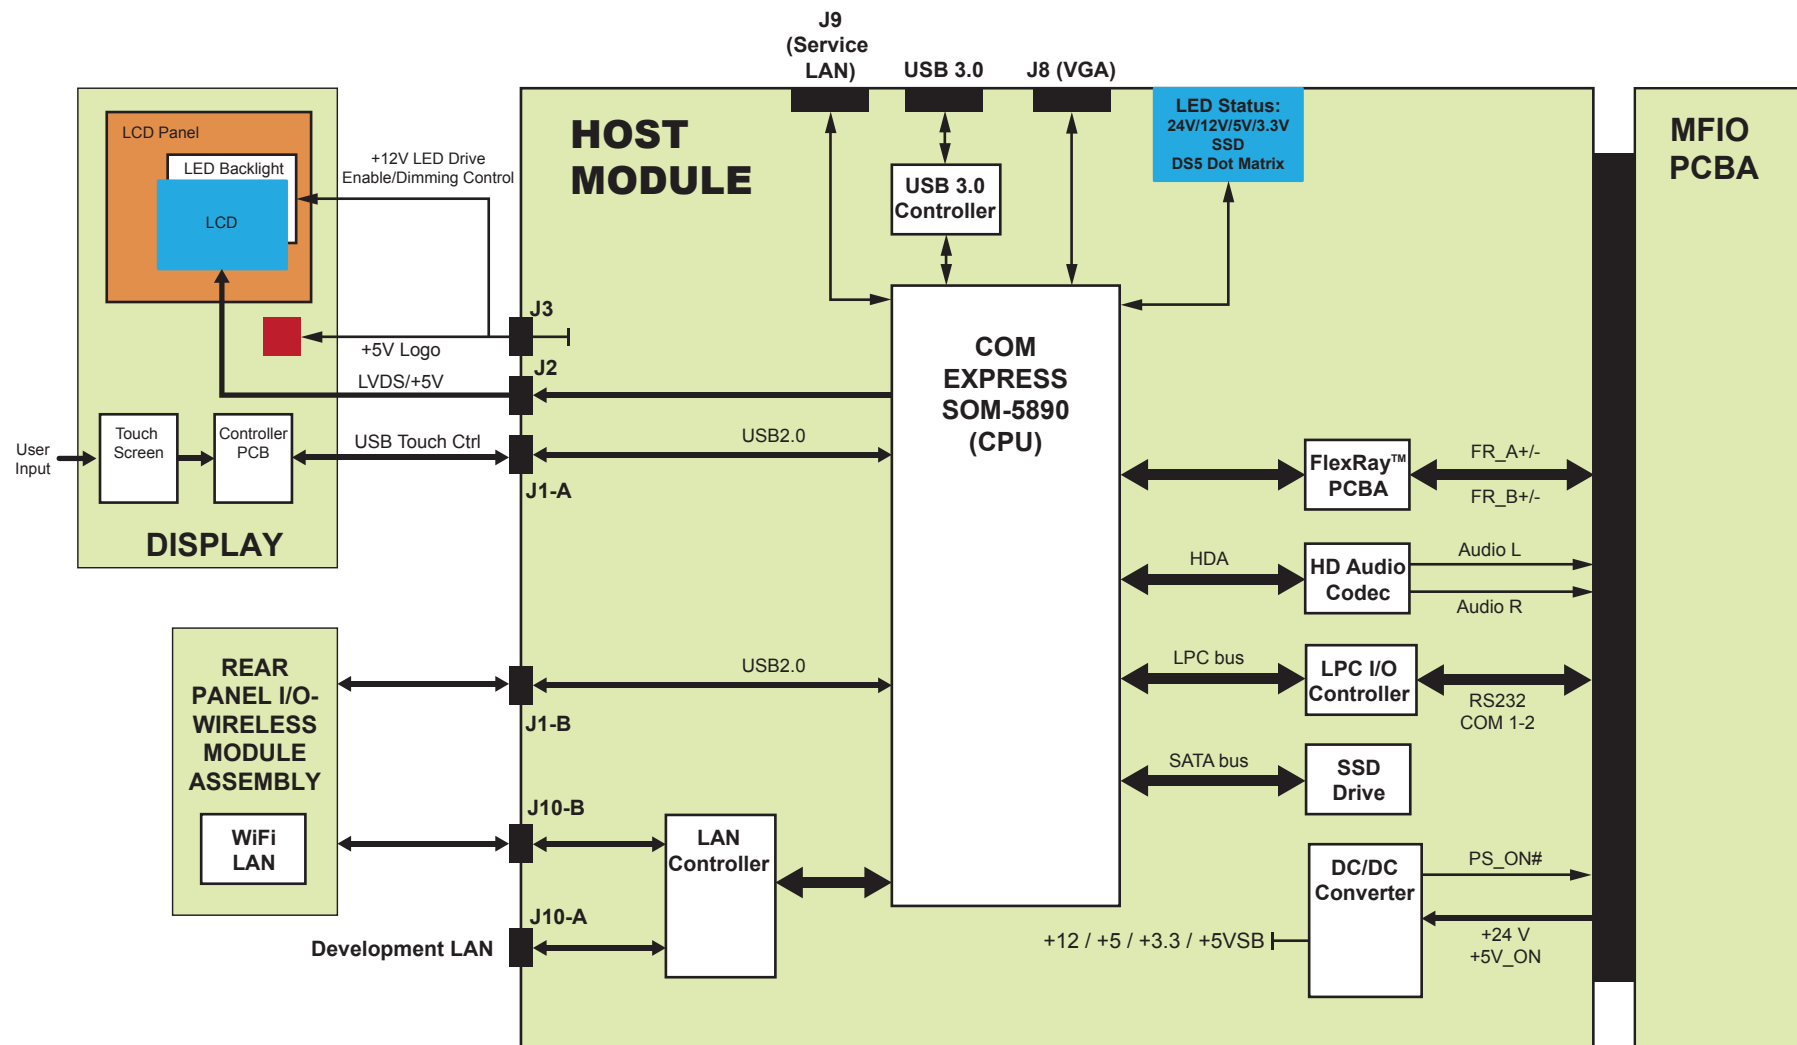 J9
(Service
LAN)
USB 3.0
J8 (VGA)
LED Status:
24V/12V/5V/3.3V
SSD
DS5 Dot Matrix
HOST
MODULE
MFIO
PCBA
LCD Panel
LED Backlight
LCD
+12V LED Drive
Enable/Dimming Control
USB 3.0
Controller
J3
+5V Logo
J2
LVDS/+5V
COM
EXPRESS
SOM-5890
(CPU)
User
Input
Touch
Screen
Controller
PCB
USB Touch Ctrl
USB2.0
J1-A
DISPLAY
FlexRay™
PCBA
FR_A+/-
FR_B+/-
HDA
HD Audio
Codec
Audio L
Audio R
REAR
PANEL I/O-
WIRELESS
MODULE
ASSEMBLY
USB2.0
J1-B
LPC bus
LPC I/O
Controller
RS232
COM 1-2
SATA bus
SSD
Drive
WiFi
LAN
J10-B
LAN
Controller
J10-A
Development LAN
DC/DC
Converter
PS_ON#
+24 V
+5V_ON
+12 / +5 / +3.3 / +5VSB